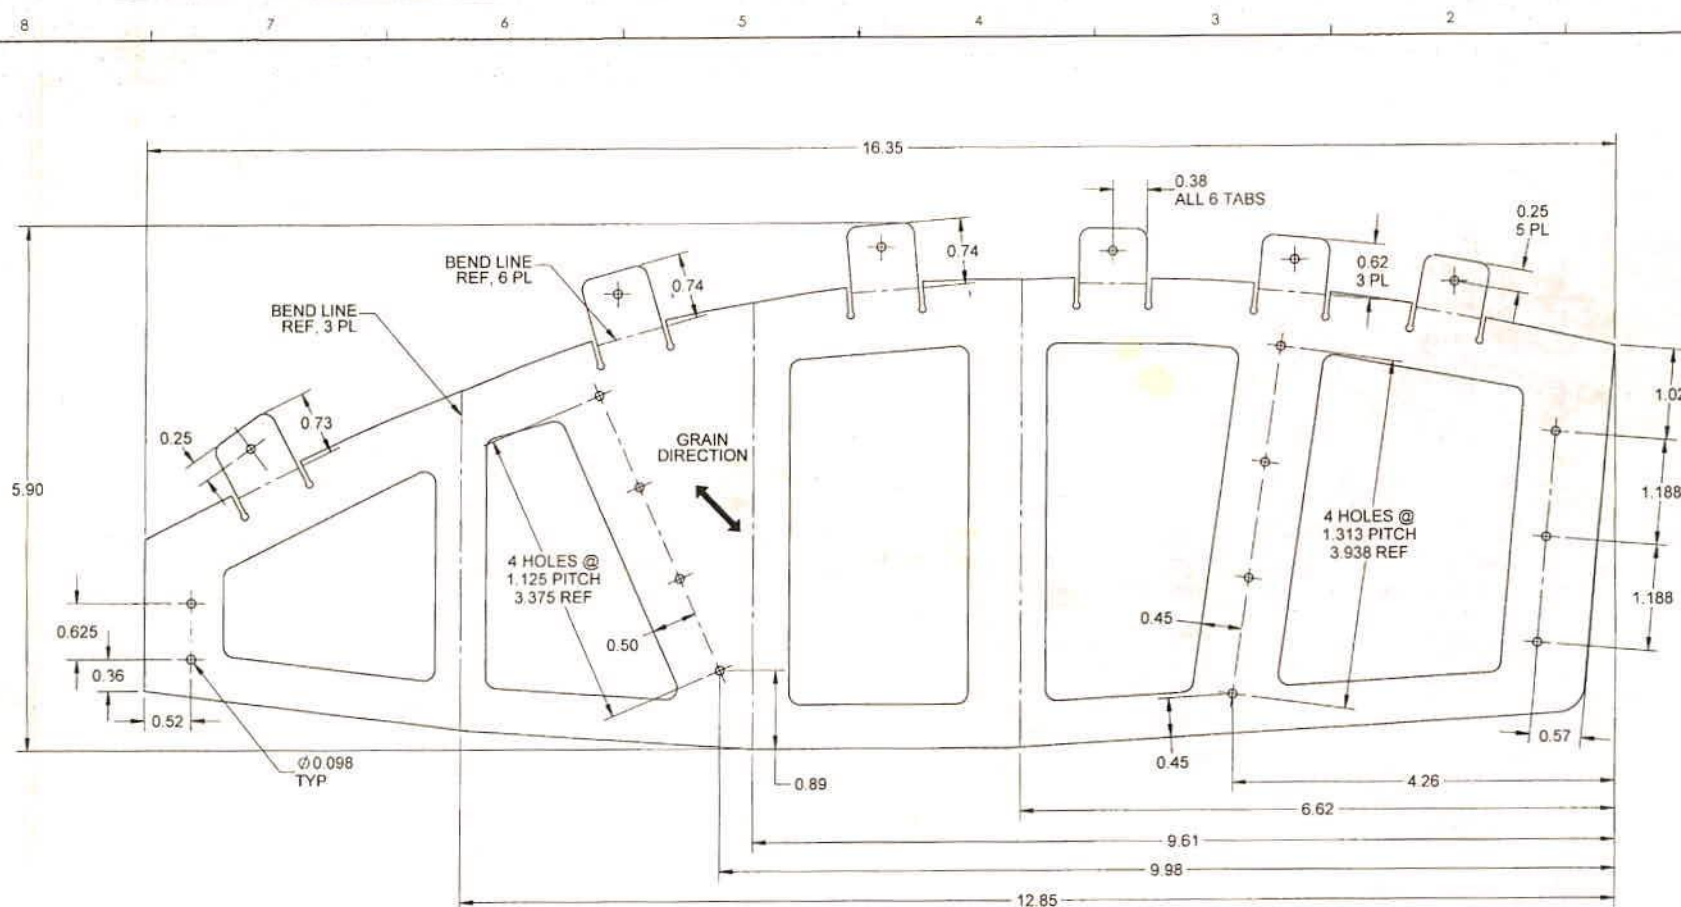 8 7 6 5 4 3 2
16.35
0.38
ALL 6 TABS
0.25
5 PL
0.74
0.62
3 PL
BEND LINE
REF, 6 PL
0.74
BEND LINE
REF, 3 PL
0.73
0.25
5.90
GRAIN
DIRECTION
1.02
1.188
4 HOLES @
1.313 PITCH
3.938 REF
4 HOLES @
1.125 PITCH
3.375 REF
1.188
0.625
0.50
0.45
0.36
0.52
0.57
Ø0.098
TYP
0.89
0.45
4.26
6.62
9.61
9.98
12.85